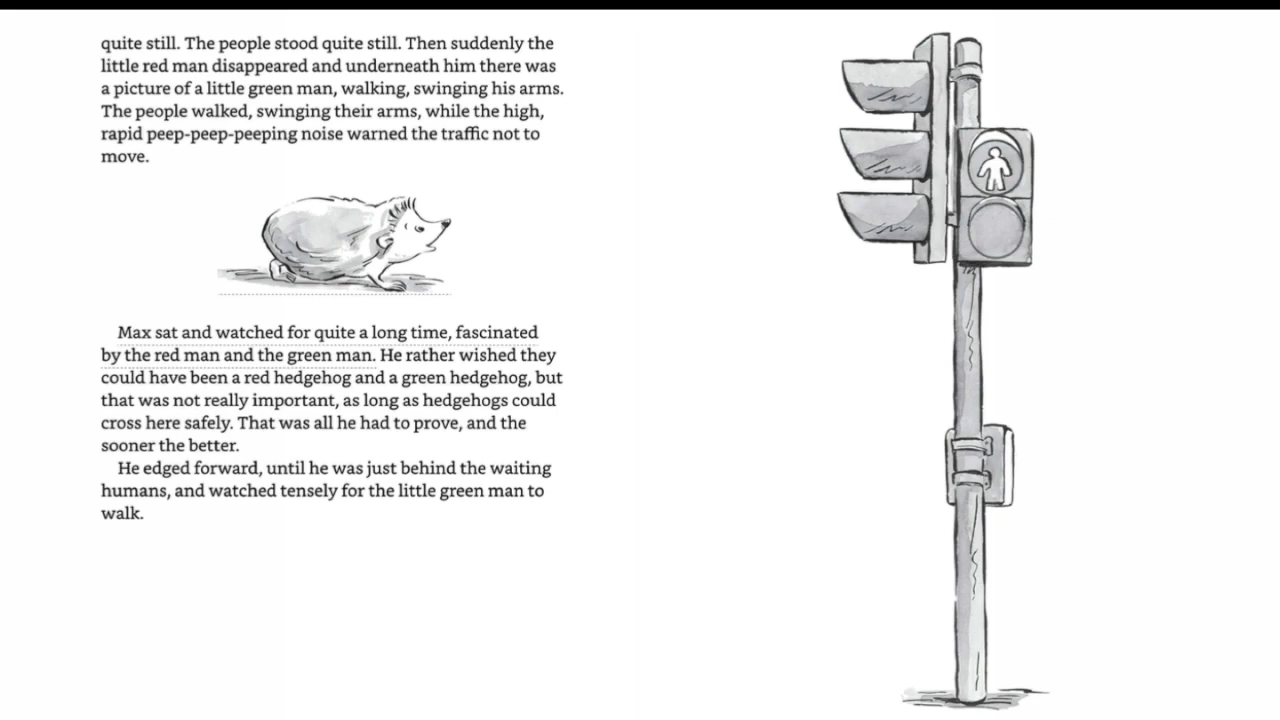 quite still. The people stood quite still. Then suddenly the
little red man disappeared and underneath him there was
a picture of a little green man, walking, swinging his arms.
The people walked, swinging their arms, while the high,
rapid peep-peep-peeping noise warned the traffic not to
move.
Max sat and watched for quite a long time, fascinated
by the red man and the green man. He rather wished they
could have been a red hedgehog and a green hedgehog, but
that was not really important, as long as hedgehogs could
cross here safely. That was all he had to prove, and the
sooner the better.
He edged forward, until he was just behind the waiting
humans, and watched tensely for the little green man to
walk.